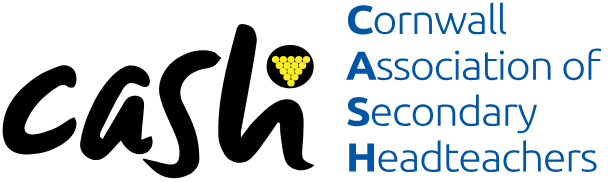 cash
Cornwall
Association of
Secondary
Headteachers